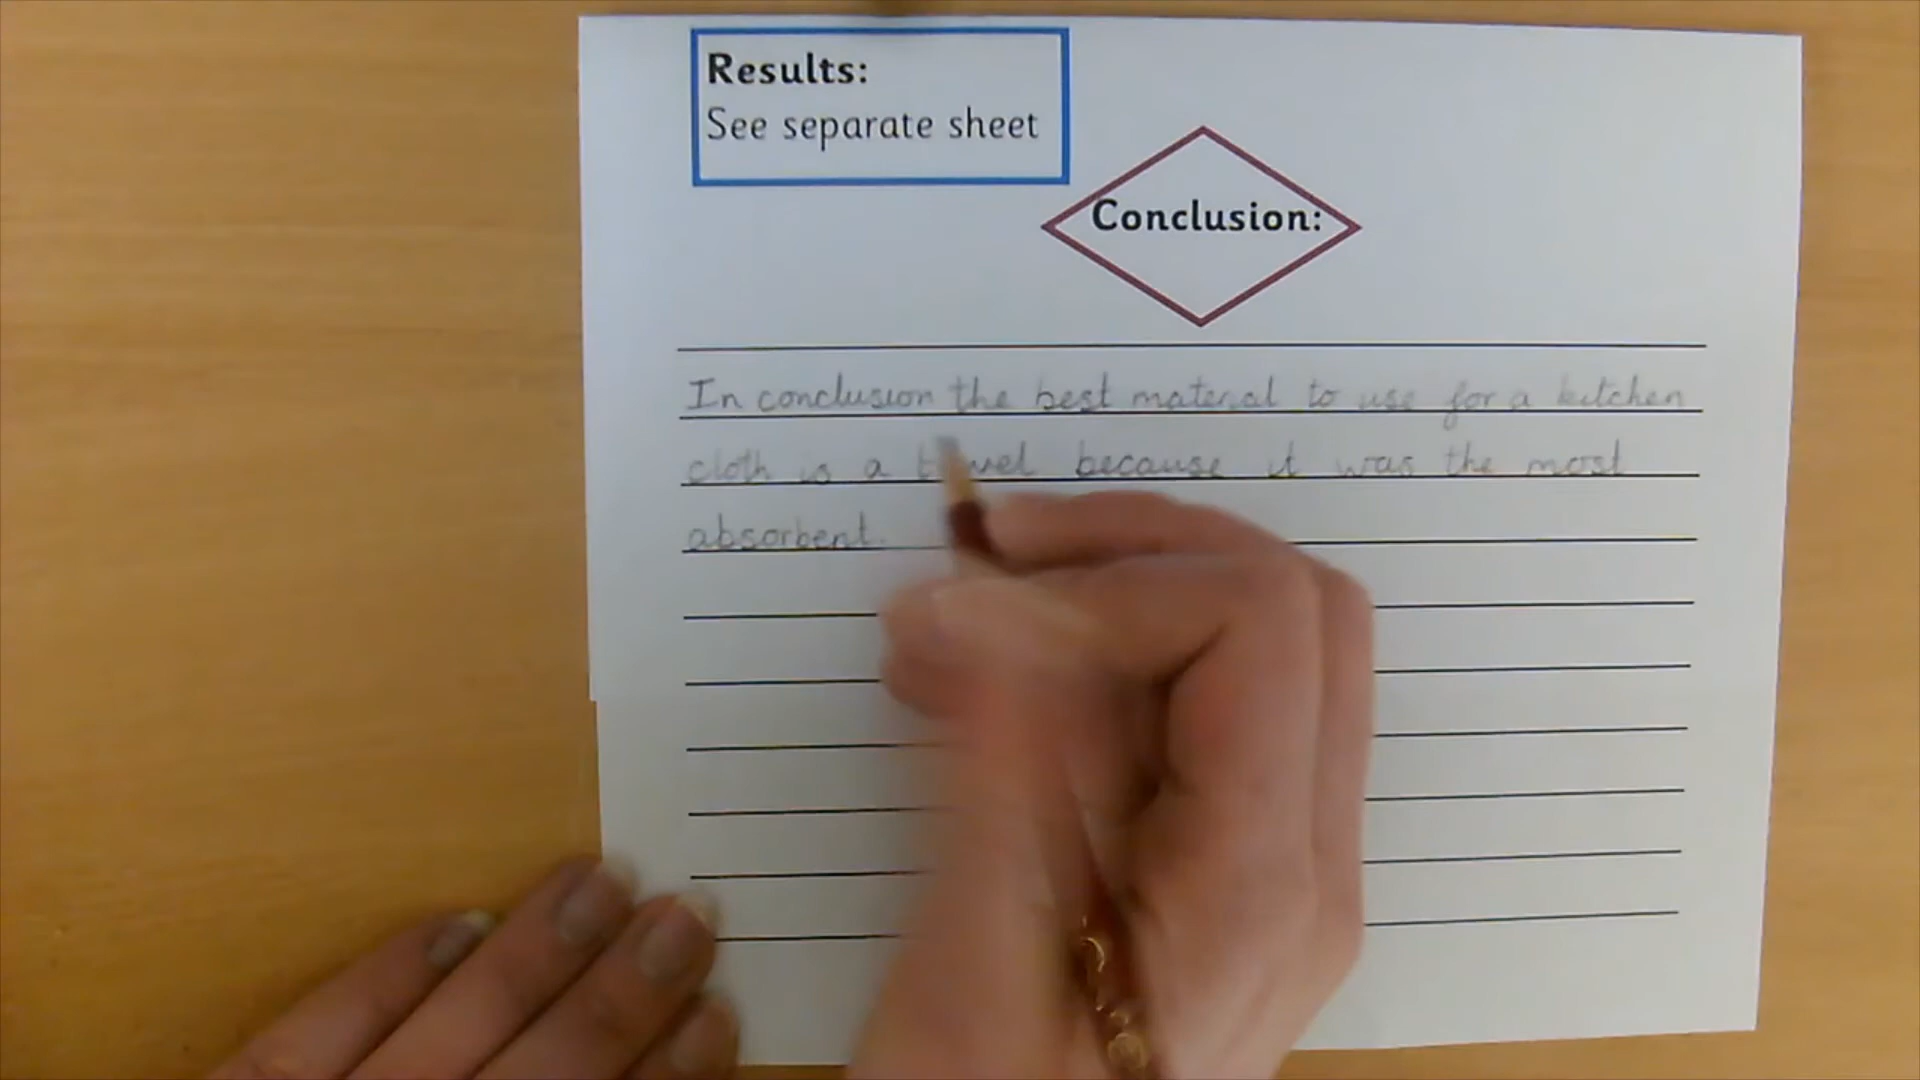 Results:
See separate sheet
Conclusion:
In conclusion the best material to use for a kitchen
cloth is a towel because it was the most
absorbent.